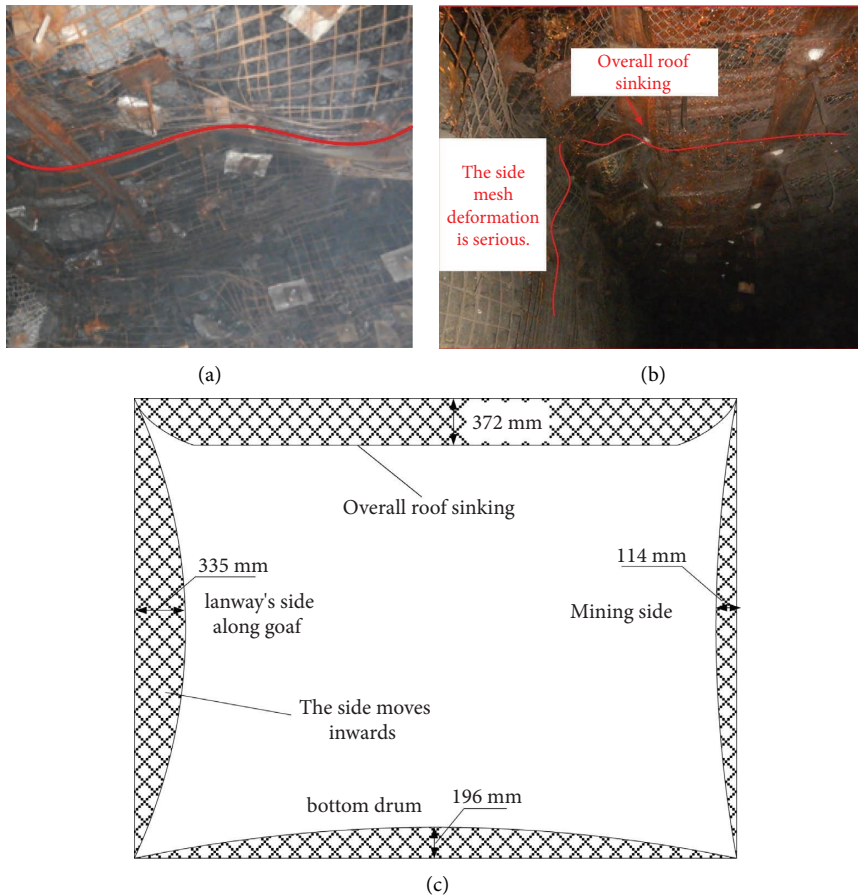 Overall roof
sinking
The side
mesh
deformation
is serious.
(a)
(b)
372 mm
Overall roof sinking
335 mm
lanway's side
along goaf
114 mm
Mining side
The side moves
inwards
bottom drum
196 mm
(c)